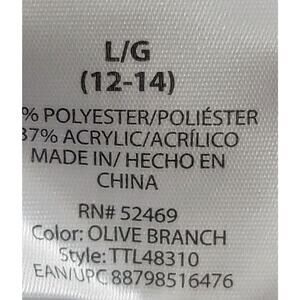 L/G
(12-14)
% POLYESTER/POLIÉSTER
37% ACRYLIC/ACRÍLICO
MADE IN/ HECHO EN
CHINA
RN# 52469
Color: OLIVE BRANCH
Style: TTL48310
EAN/UPC 88798516476